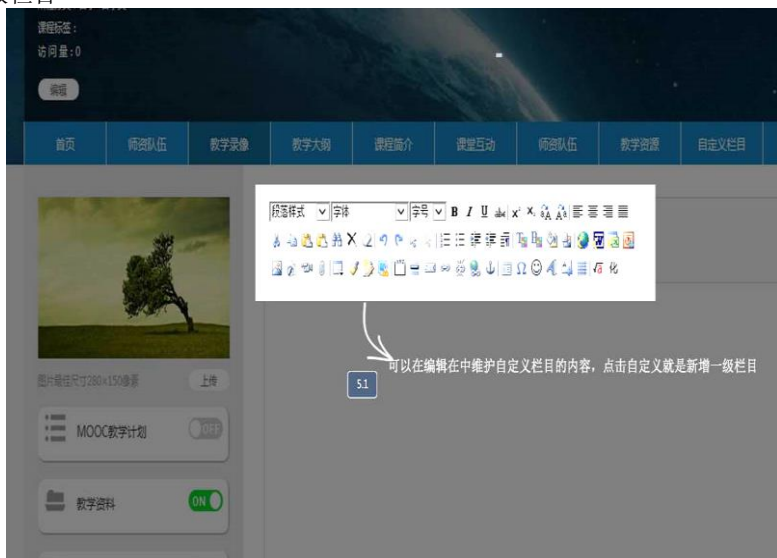 课程标签：
访问量：0
编辑
首页 师资队伍 教学录像 教学大纲 课程简介 课堂互动 师资队伍 教学资源 自定义栏目
段落样式 字体 字号 B I U abc x² x₂
图片最佳尺寸280×150像素 上传
可以在编辑在中维护自定义栏目的内容，点击自定义就是新增一级栏目
5.1
MOOC教学计划 OFF
教学资料 ON